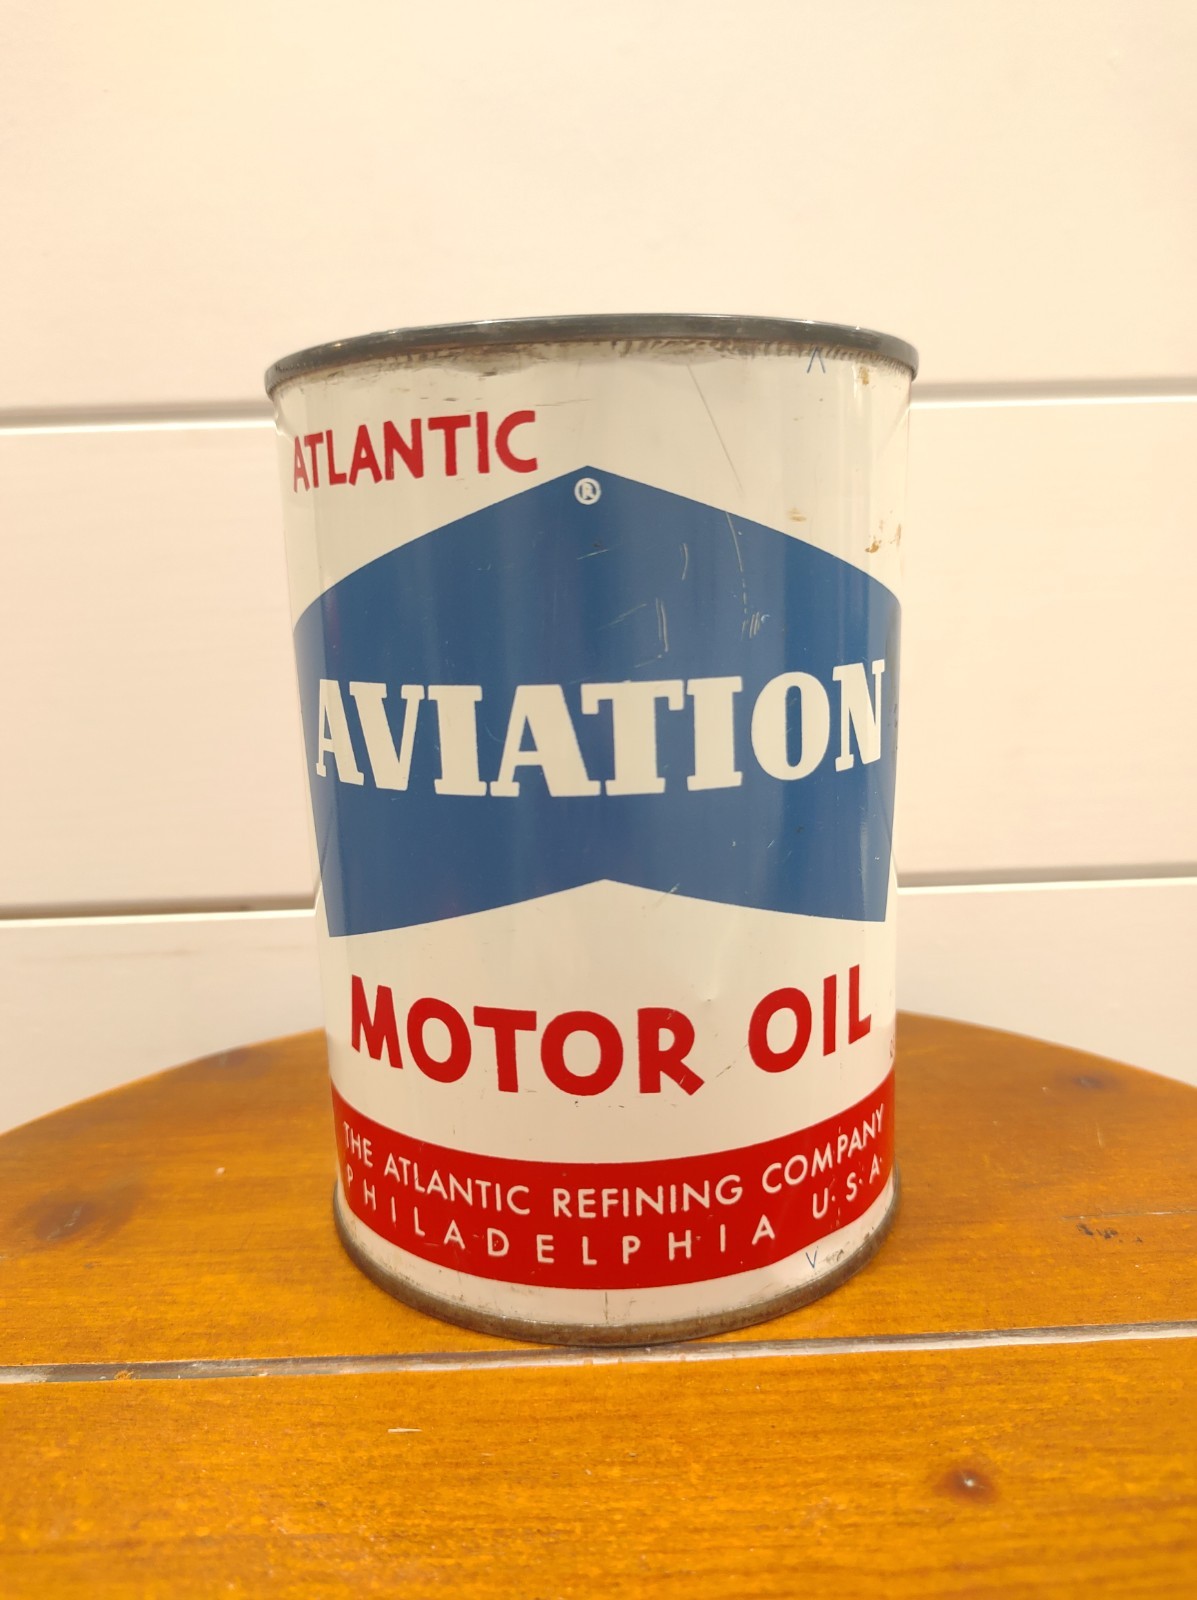 ATLANTIC
®
AVIATION
MOTOR OIL
THE ATLANTIC REFINING COMPANY
PHILADELPHIA U·S·A·